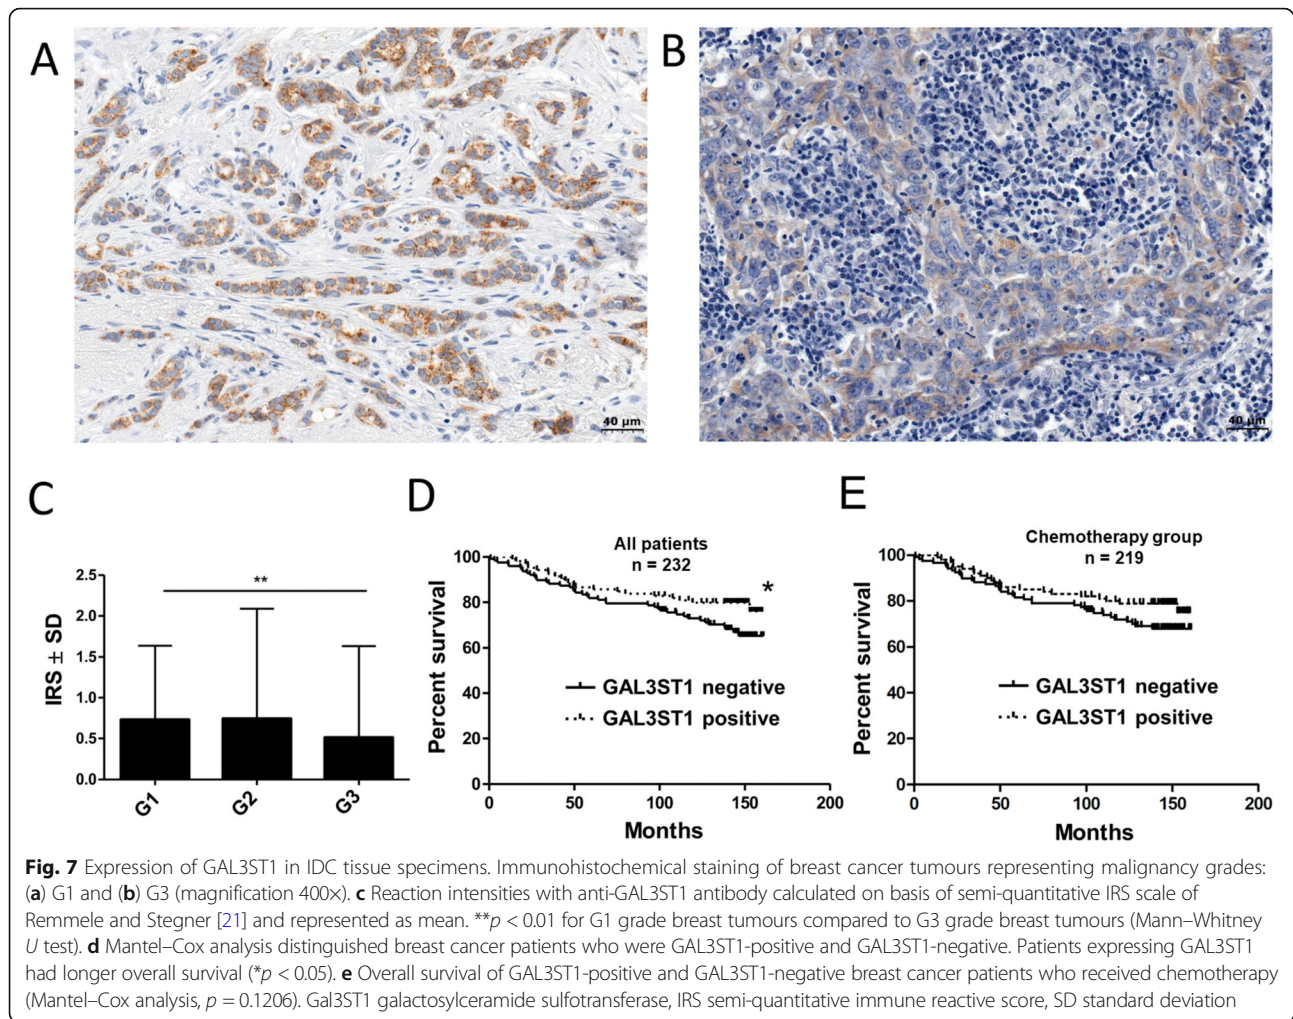 A
B
40 µm
40 µm
C
D
E
**
2.5
2.0
1.5
1.0
0.5
0.0
IRS ± SD
G1
G2
G3
All patients
n = 232
*
100
80
60
40
20
0
Percent survival
GAL3ST1 negative
GAL3ST1 positive
0 50 100 150 200
Months
Chemotherapy group
n = 219
100
80
60
40
20
0
Percent survival
GAL3ST1 negative
GAL3ST1 positive
0 50 100 150 200
Months
Fig. 7 Expression of GAL3ST1 in IDC tissue specimens. Immunohistochemical staining of breast cancer tumours representing malignancy grades:
(a) G1 and (b) G3 (magnification 400×). c Reaction intensities with anti-GAL3ST1 antibody calculated on basis of semi-quantitative IRS scale of
Remmele and Stegner [21] and represented as mean. **p < 0.01 for G1 grade breast tumours compared to G3 grade breast tumours (Mann–Whitney
U test). d Mantel–Cox analysis distinguished breast cancer patients who were GAL3ST1-positive and GAL3ST1-negative. Patients expressing GAL3ST1
had longer overall survival (*p < 0.05). e Overall survival of GAL3ST1-positive and GAL3ST1-negative breast cancer patients who received chemotherapy
(Mantel–Cox analysis, p = 0.1206). Gal3ST1 galactosylceramide sulfotransferase, IRS semi-quantitative immune reactive score, SD standard deviation